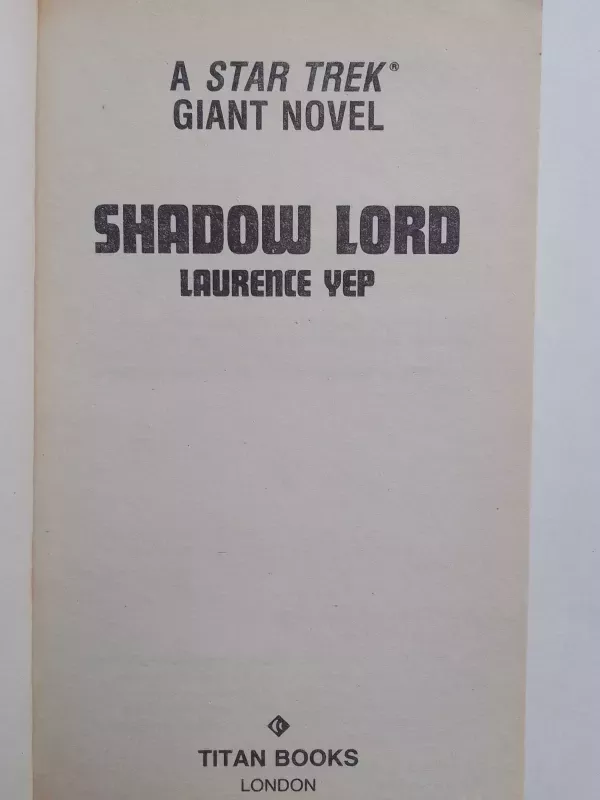 A STAR TREK®
GIANT NOVEL
SHADOW LORD
LAURENCE YEP
TITAN BOOKS
LONDON